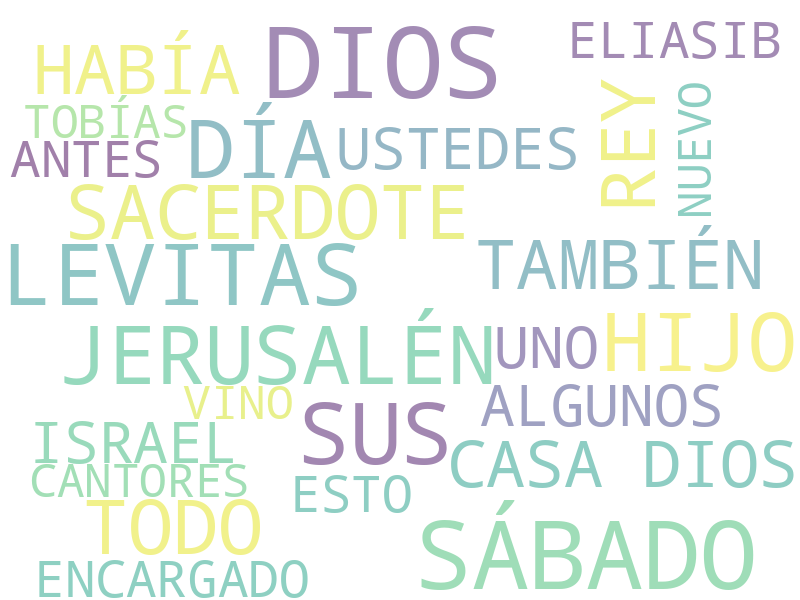 DIOS
ELIASIB
HABÍA
TOBÍAS
ANTES
DÍA
USTEDES
REY
NUEVO
SACERDOTE
LEVITAS
TAMBIÉN
JERUSALÉN
UNO
HIJO
VINO
SUS
ALGUNOS
ISRAEL
CANTORES
ESTO
CASA DIOS
TODO
SÁBADO
ENCARGADO